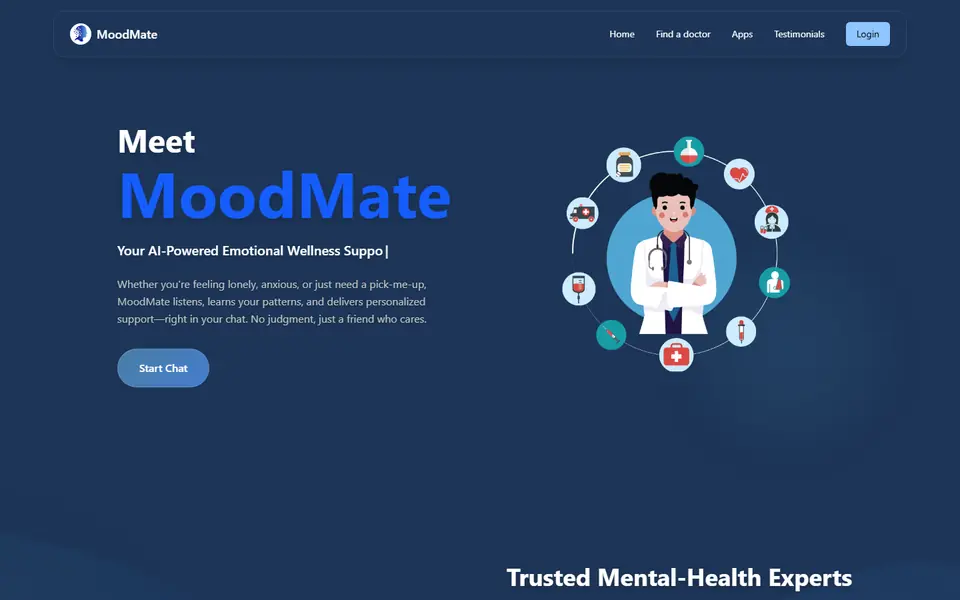 MoodMate
Home
Find a doctor
Apps
Testimonials
Login
Meet
MoodMate
Your AI-Powered Emotional Wellness Suppo|
Whether you're feeling lonely, anxious, or just need a pick-me-up,
MoodMate listens, learns your patterns, and delivers personalized
support—right in your chat. No judgment, just a friend who cares.
Start Chat
Trusted Mental-Health Experts